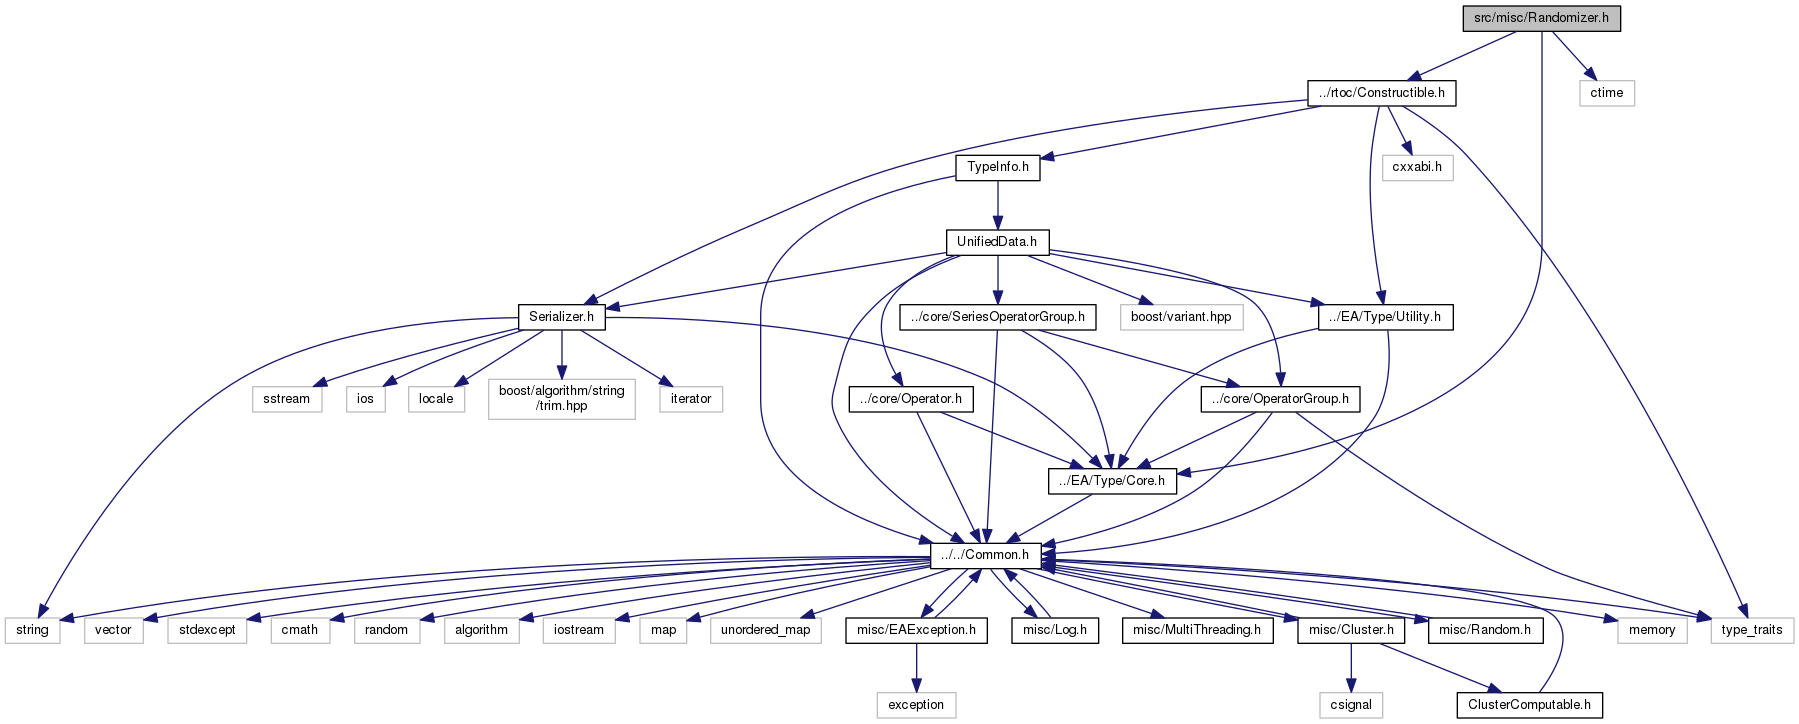 src/misc/Randomizer.h
../rtoc/Constructible.h
ctime
TypeInfo.h
cxxabi.h
UnifiedData.h
Serializer.h
../core/SeriesOperatorGroup.h
boost/variant.hpp
../EA/Type/Utility.h
sstream
ios
locale
boost/algorithm/string
/trim.hpp
iterator
../core/Operator.h
../core/OperatorGroup.h
../EA/Type/Core.h
../../Common.h
string
vector
stdexcept
cmath
random
algorithm
iostream
map
unordered_map
misc/EAException.h
misc/Log.h
misc/MultiThreading.h
misc/Cluster.h
misc/Random.h
memory
type_traits
exception
csignal
ClusterComputable.h